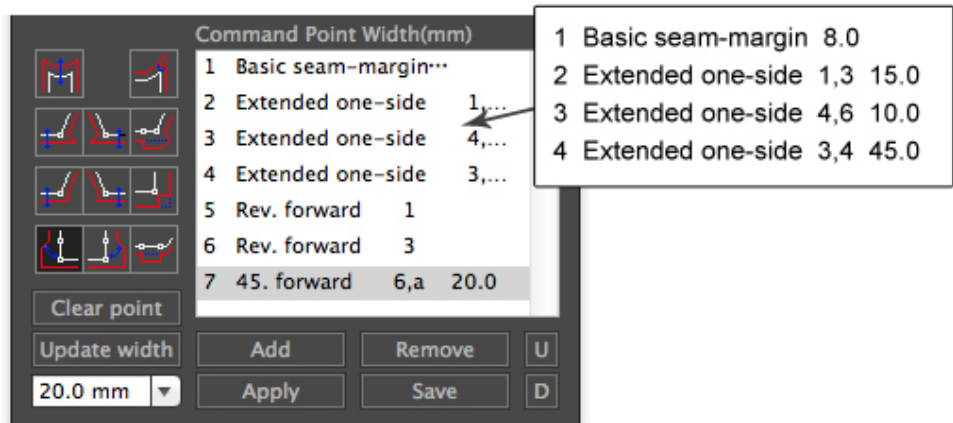 Command Point Width(mm)
1 Basic seam-margin…
2 Extended one-side 1,...
3 Extended one-side 4,...
4 Extended one-side 3,...
5 Rev. forward 1
6 Rev. forward 3
7 45. forward 6,a 20.0
Clear point
Update width Add Remove U
20.0 mm Apply Save D
1 Basic seam-margin 8.0
2 Extended one-side 1,3 15.0
3 Extended one-side 4,6 10.0
4 Extended one-side 3,4 45.0